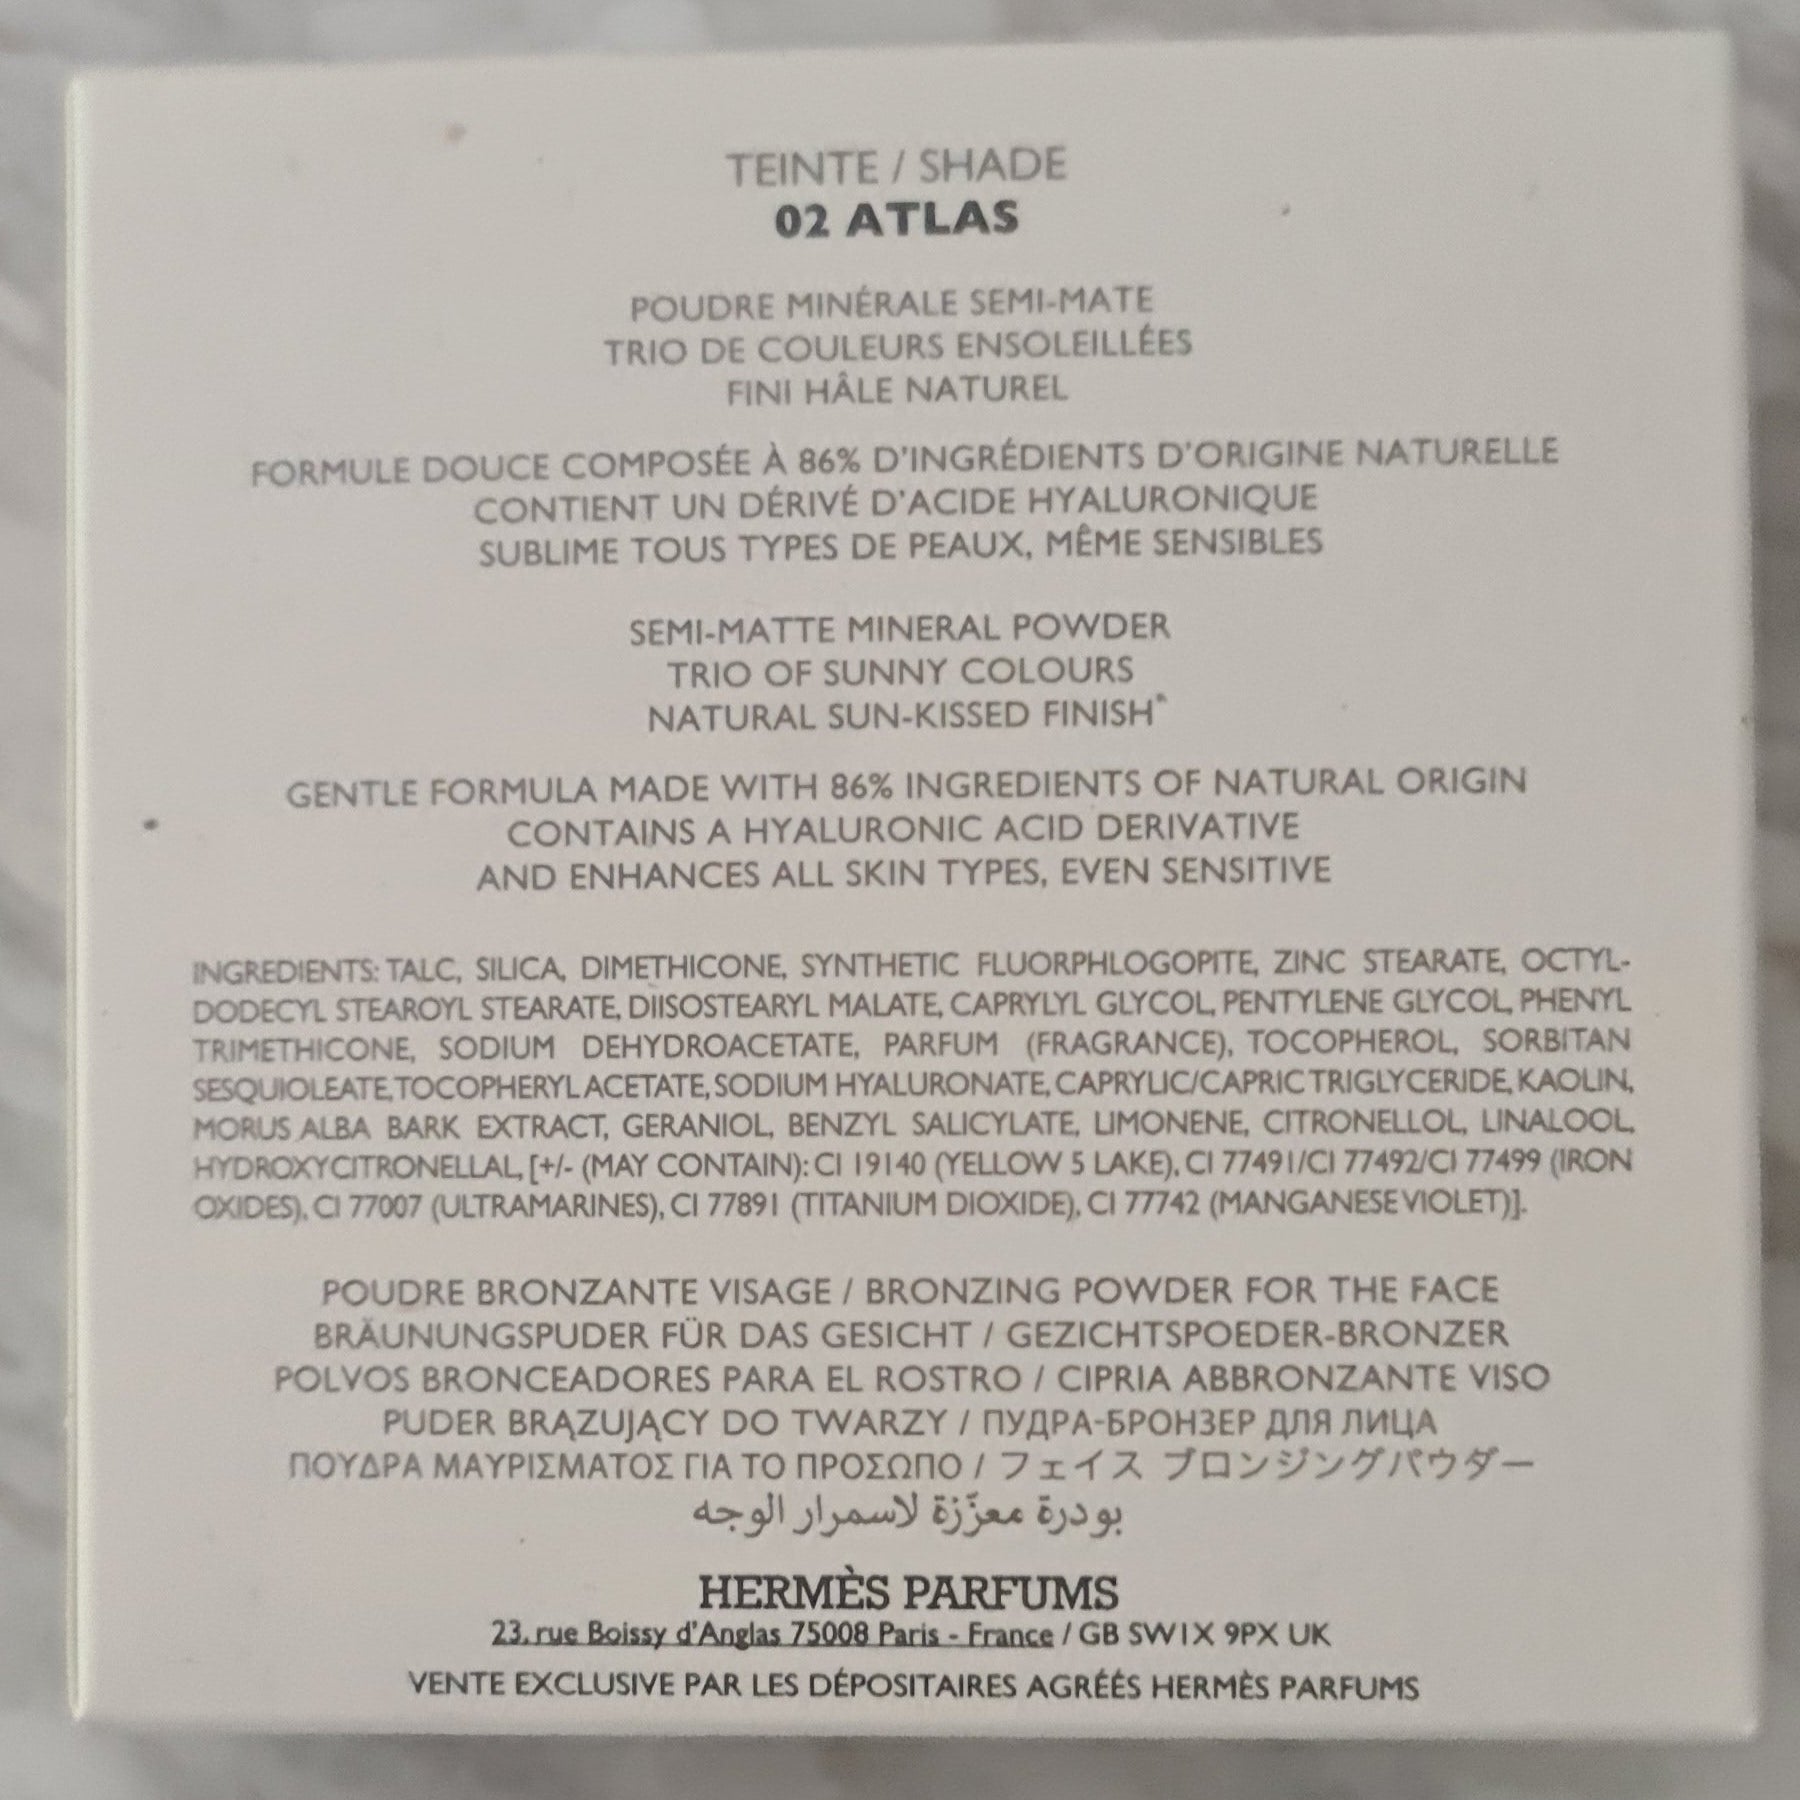 TEINTE / SHADE
02 ATLAS
POUDRE MINÉRALE SEMI-MATE
TRIO DE COULEURS ENSOLEILLÉES
FINI HÂLE NATUREL
FORMULE DOUCE COMPOSÉE À 86% D'INGRÉDIENTS D'ORIGINE NATURELLE
CONTIENT UN DÉRIVÉ D'ACIDE HYALURONIQUE
SUBLIME TOUS TYPES DE PEAUX, MÊME SENSIBLES
SEMI-MATTE MINERAL POWDER
TRIO OF SUNNY COLOURS
NATURAL SUN-KISSED FINISH*
GENTLE FORMULA MADE WITH 86% INGREDIENTS OF NATURAL ORIGIN
CONTAINS A HYALURONIC ACID DERIVATIVE
AND ENHANCES ALL SKIN TYPES, EVEN SENSITIVE
INGREDIENTS: TALC, SILICA, DIMETHICONE, SYNTHETIC FLUORPHLOGOPITE, ZINC STEARATE, OCTYL-
DODECYL STEAROYL STEARATE, DIISOSTEARYL MALATE, CAPRYLYL GLYCOL, PENTYLENE GLYCOL, PHENYL
TRIMETHICONE, SODIUM DEHYDROACETATE, PARFUM (FRAGRANCE), TOCOPHEROL, SORBITAN
SESQUIOLEATE, TOCOPHERYL ACETATE, SODIUM HYALURONATE, CAPRYLIC/CAPRIC TRIGLYCERIDE, KAOLIN,
MORUS ALBA BARK EXTRACT, GERANIOL, BENZYL SALICYLATE, LIMONENE, CITRONELLOL, LINALOOL,
HYDROXYCITRONELLAL, [+/- (MAY CONTAIN): CI 19140 (YELLOW 5 LAKE), CI 77491/CI 77492/CI 77499 (IRON
OXIDES), CI 77007 (ULTRAMARINES), CI 77891 (TITANIUM DIOXIDE), CI 77742 (MANGANESE VIOLET)].
POUDRE BRONZANTE VISAGE / BRONZING POWDER FOR THE FACE
BRÄUNUNGSPUDER FÜR DAS GESICHT / GEZICHTSPOEDER-BRONZER
POLVOS BRONCEADORES PARA EL ROSTRO / CIPRIA ABBRONZANTE VISO
PUDER BRĄZUJĄCY DO TWARZY / ПУДРА-БРОНЗЕР ДЛЯ ЛИЦА
ΠΟΥΔΡΑ ΜΑΥΡΙΣΜΑΤΟΣ ΓΙΑ ΤΟ ΠΡΟΣΩΠΟ / フェイス ブロンジングパウダー
بودرة معزّزة لاسمرار الوجه
HERMÈS PARFUMS
23, rue Boissy d'Anglas 75008 Paris - France / GB SW1X 9PX UK
VENTE EXCLUSIVE PAR LES DÉPOSITAIRES AGRÉÉS HERMÈS PARFUMS